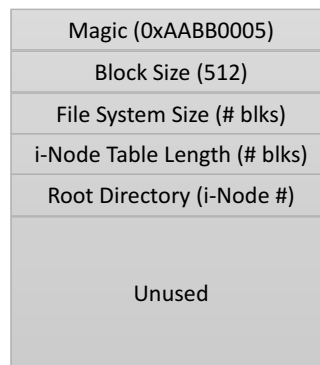 Magic (0xAABB0005)
Block Size (512)
File System Size (# blks)
i-Node Table Length (# blks)
Root Directory (i-Node #)
Unused